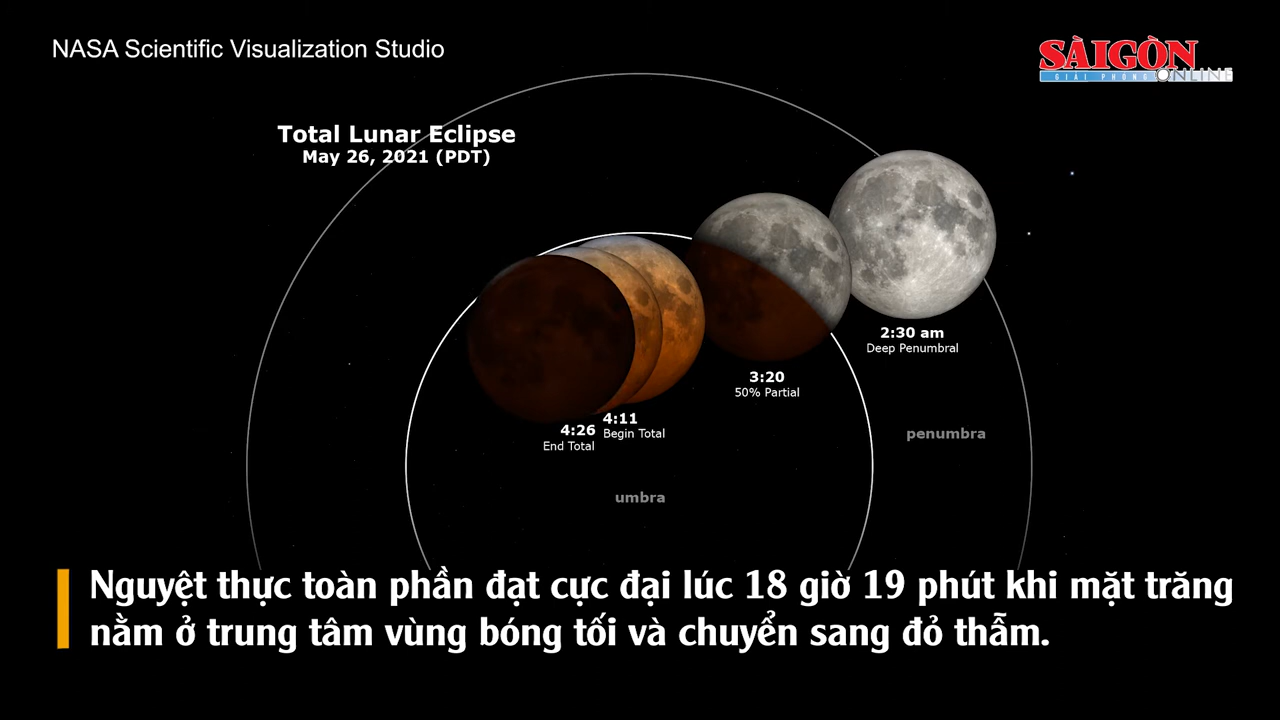 NASA Scientific Visualization Studio
SÀIGÒN
GIẢI PHÓNG ONLINE
Total Lunar Eclipse
May 26, 2021 (PDT)
2:30 am
Deep Penumbral
3:20
50% Partial
4:11
Begin Total
4:26
End Total
penumbra
umbra
Nguyệt thực toàn phần đạt cực đại lúc 18 giờ 19 phút khi mặt trăng
nằm ở trung tâm vùng bóng tối và chuyển sang đỏ thẫm.